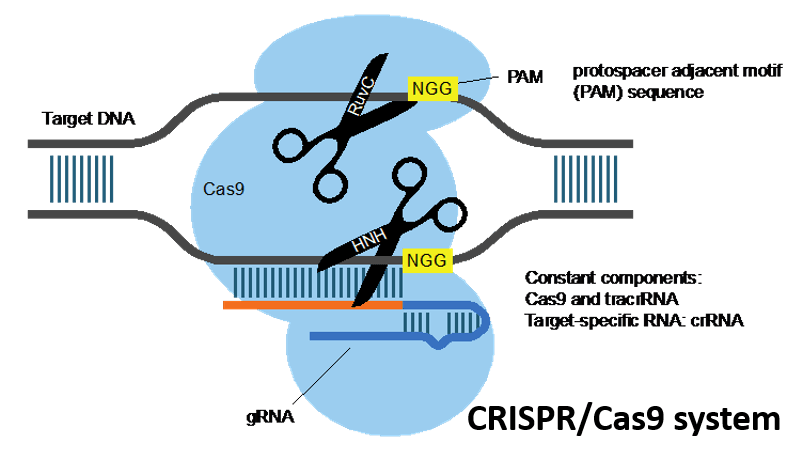 RuvC
NGG
PAM
protospacer adjacent motif
(PAM) sequence
Target DNA
Cas9
HNH
NGG
Constant components:
Cas9 and tracrRNA
Target-specific RNA: crRNA
gRNA
CRISPR/Cas9 system